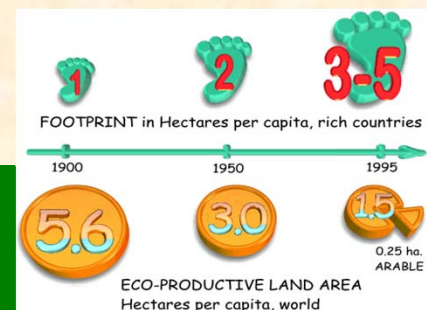 1 2 3-5
FOOTPRINT in Hectares per capita, rich countries
1900 1950 1995
5.6 3.0 1.5
0.25 ha.
ARABLE
ECO-PRODUCTIVE LAND AREA
Hectares per capita, world